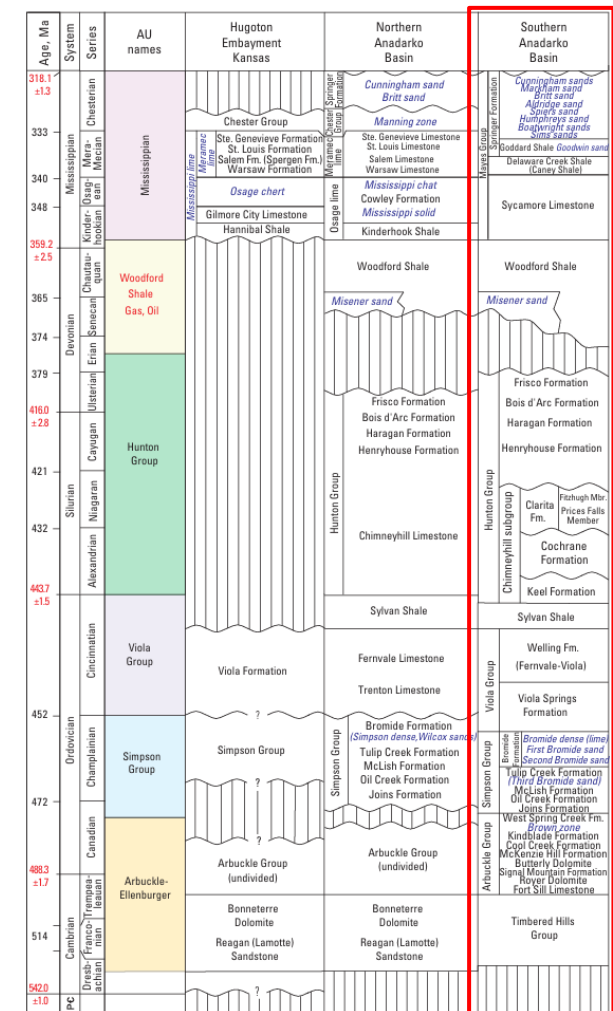 Age, Ma
System
Series
AU
names
Hugoton
Embayment
Kansas
Northern
Anadarko
Basin
Southern
Anadarko
Basin
318.1
±1.3
333
340
348
359.2
± 2.5
365
374
379
416.0
± 2.8
421
432
443.7
±1.5
452
472
488.3
±1.7
514
542.0
±1.0
Mississippian
Devonian
Silurian
Ordovician
Cambrian
PC
Chesterian
Mera-
Mecian
Osag-
ean
Kinder-
hookian
Chautau-
quan
Senecan
Erian
Ulsterian
Cayugan
Niagaran
Alexandrian
Cincinnatian
Champlainian
Canadian
Trempea-
leauan
Franco-
nian
Dresb-
achian
Mississippian
Woodford
Shale
Gas, Oil
Hunton
Group
Viola
Group
Simpson
Group
Arbuckle-
Ellenburger
Chester Group
Mississippi lime
Meramec
lime
Ste. Genevieve Formation
St. Louis Formation
Salem Fm. (Spergen Fm.)
Warsaw Formation
Osage chert
Gilmore City Limestone
Hannibal Shale
Viola Formation
?
Simpson Group
?
?
Arbuckle Group
(undivided)
Bonneterre
Dolomite
Reagan (Lamotte)
Sandstone
?
Springer
Formation
Cunningham sand
Britt sand
Chester
Group
Manning zone
Meramec
lime
Ste. Genevieve Limestone
St. Louis Limestone
Salem Limestone
Warsaw Limestone
Osage lime
Mississippi chat
Cowley Formation
Mississippi solid
Kinderhook Shale
Woodford Shale
Misener sand
Hunton Group
Frisco Formation
Bois d'Arc Formation
Haragan Formation
Henryhouse Formation
Chimneyhill Limestone
Sylvan Shale
Fernvale Limestone
Trenton Limestone
Simpson Group
Bromide Formation
(Simpson dense, Wilcox sands)
Tulip Creek Formation
McLish Formation
Oil Creek Formation
Joins Formation
Arbuckle Group
(undivided)
Bonneterre
Dolomite
Reagan (Lamotte)
Sandstone
Mayes Group
Springer Formation
Cunningham sands
Markham sand
Britt sand
Aldridge sand
Spiers sand
Humphreys sand
Boatwright sands
Sims sands
Goddard Shale Goodwin sand
Delaware Creek Shale
(Caney Shale)
Sycamore Limestone
Woodford Shale
Misener sand
Hunton Group
Frisco Formation
Bois d'Arc Formation
Haragan Formation
Henryhouse Formation
Chimneyhill subgroup
Clarita
Fm.
Fitzhugh Mbr.
Prices Falls
Member
Cochrane
Formation
Keel Formation
Sylvan Shale
Viola Group
Welling Fm.
(Fernvale-Viola)
Viola Springs
Formation
Simpson Group
Bromide
Formation
Bromide dense (lime)
First Bromide sand
Second Bromide sand
Tulip Creek Formation
(Third Bromide sand)
McLish Formation
Oil Creek Formation
Joins Formation
Arbuckle Group
West Spring Creek Fm.
Brown zone
Kindblade Formation
Cool Creek Formation
McKenzie Hill Formation
Butterly Dolomite
Signal Mountain Formation
Royer Dolomite
Fort Sill Limestone
Timbered Hills
Group